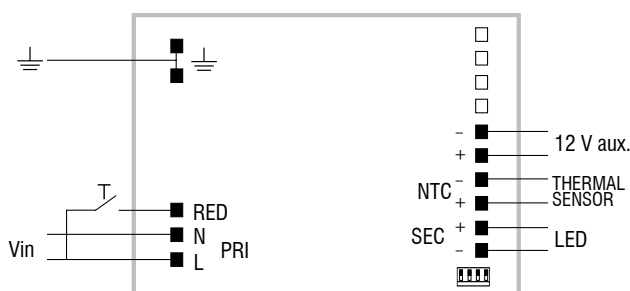 –
+
12 V aux.
–
NTC
+
THERMAL
SENSOR
RED
+
SEC
–
LED
N
PRI
L
Vin